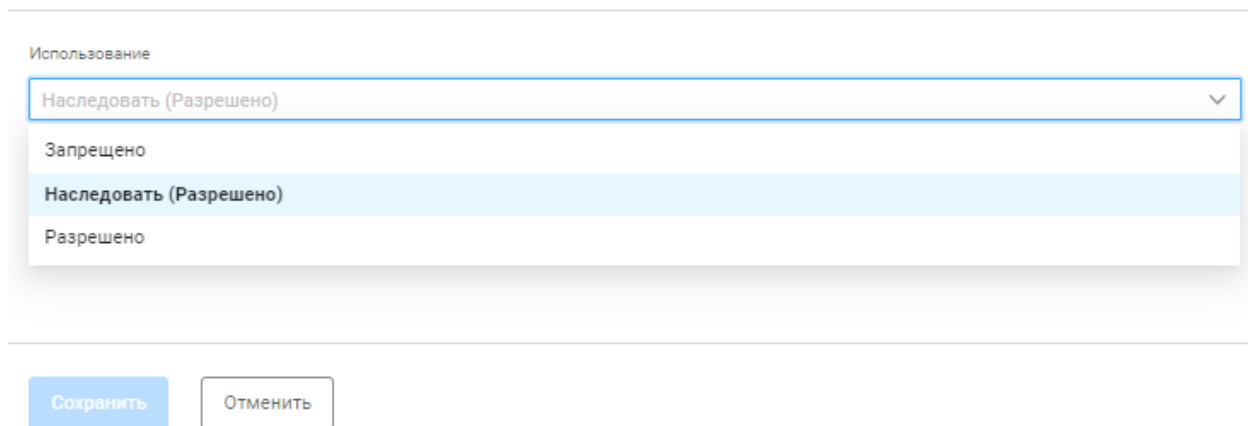 Использование
Наследовать (Разрешено)
Запрещено
Наследовать (Разрешено)
Разрешено
Сохранить
Отменить